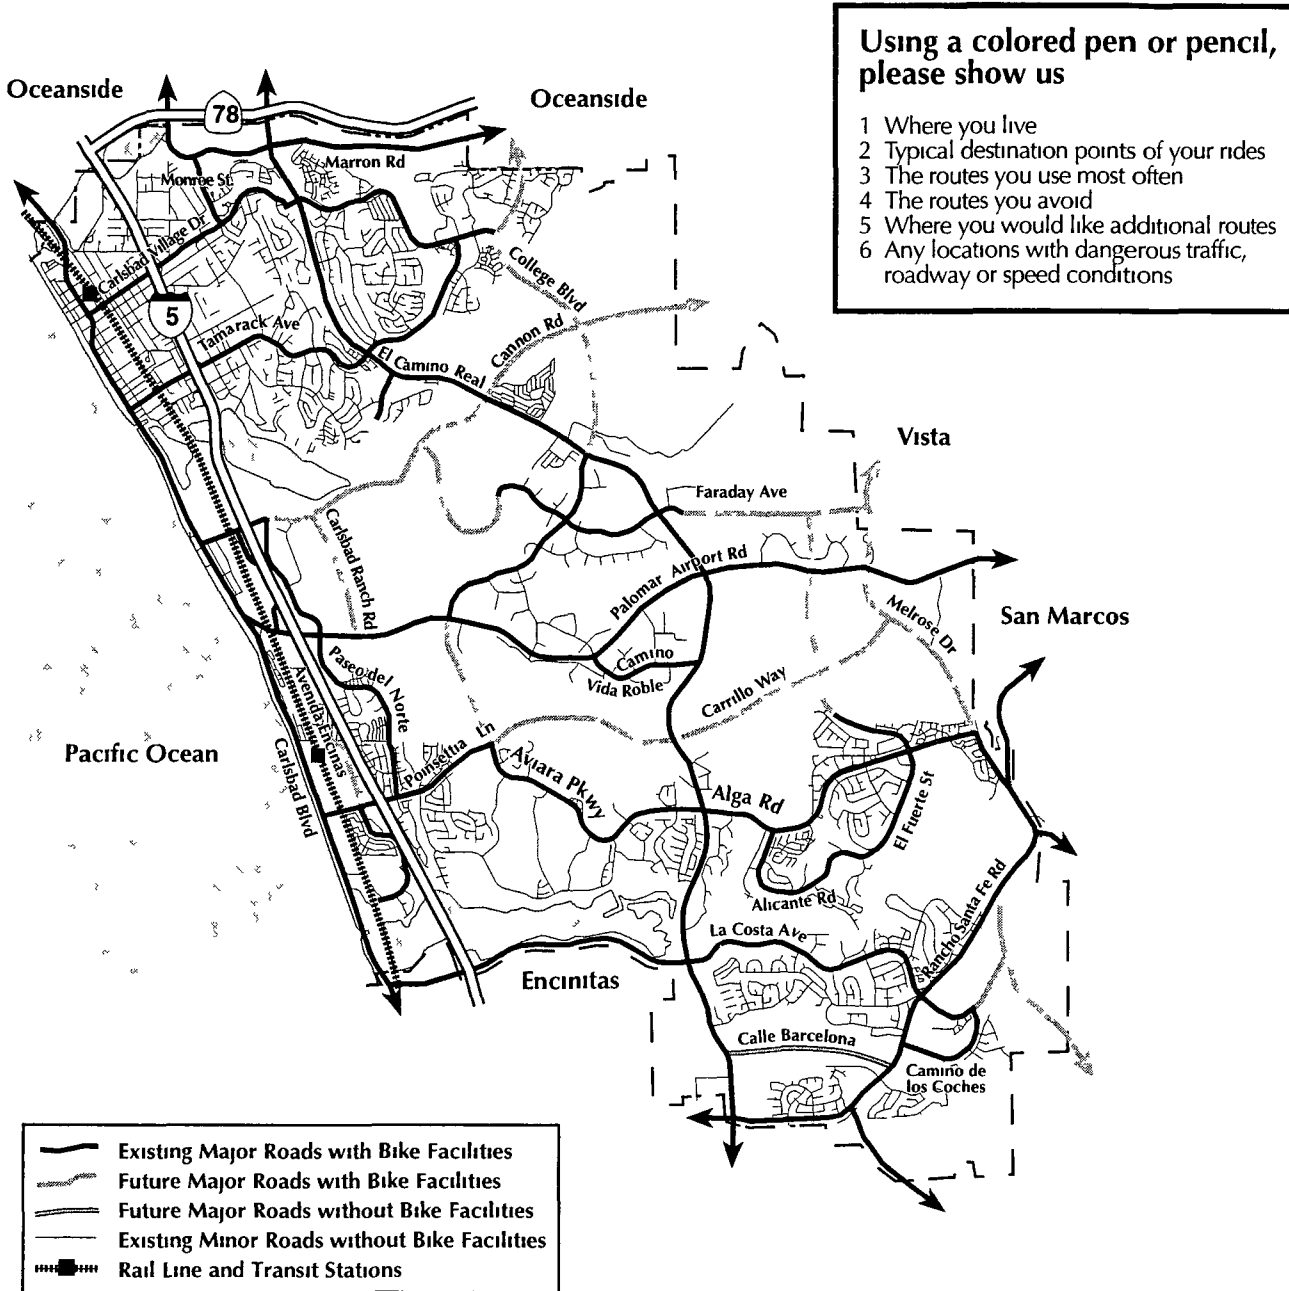 Using a colored pen or pencil,
please show us
1 Where you live
2 Typical destination points of your rides
3 The routes you use most often
4 The routes you avoid
5 Where you would like additional routes
6 Any locations with dangerous traffic,
roadway or speed conditions
Oceanside
78
Oceanside
Marron Rd
Monroe St
Carlsbad Village Dr
College Blvd
5
Tamarack Ave
Cannon Rd
El Camino Real
Vista
Faraday Ave
Carlsbad Ranch Rd
Palomar Airport Rd
Melrose Dr
San Marcos
Camino
Vida Roble
Paseo del Norte
Avenida Encinas
Carrillo Way
Pacific Ocean
Carlsbad Blvd
Poinsettia Ln
Aviara Pkwy
Alga Rd
El Fuerte St
Alicante Rd
Rancho Santa Fe Rd
La Costa Ave
Encinitas
Calle Barcelona
Camino de
los Coches
Existing Major Roads with Bike Facilities
Future Major Roads with Bike Facilities
Future Major Roads without Bike Facilities
Existing Minor Roads without Bike Facilities
Rail Line and Transit Stations